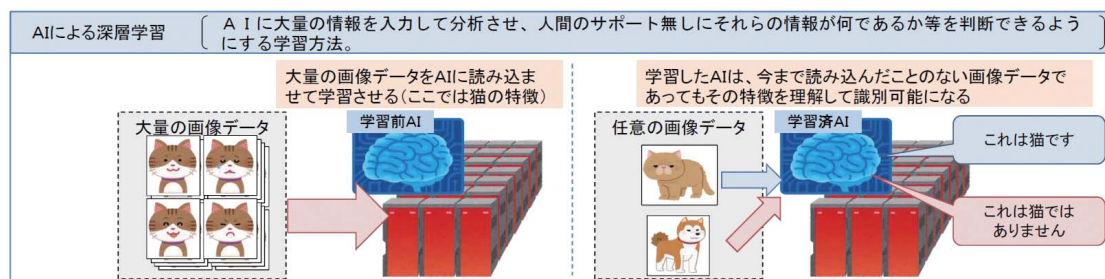 AIによる深層学習
ＡＩに大量の情報を入力して分析させ、人間のサポート無しにそれらの情報が何であるか等を判断できるよう
にする学習方法。
大量の画像データをAIに読み込ま
せて学習させる(ここでは猫の特徴)
大量の画像データ
学習前AI
学習したAIは、今まで読み込んだことのない画像データで
あってもその特徴を理解して識別可能になる
任意の画像データ
学習済AI
これは猫です
これは猫では
ありません